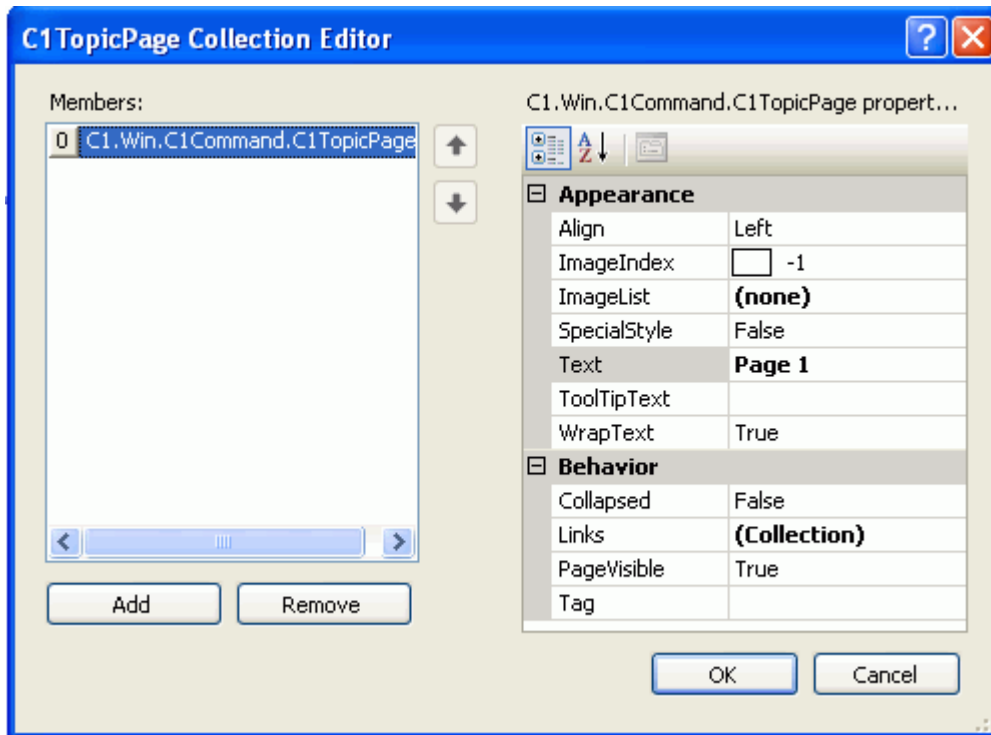 C1TopicPage Collection Editor
Members:
0 C1.Win.C1Command.C1TopicPage
Add Remove
C1.Win.C1Command.C1TopicPage propert...
Appearance
Align Left
ImageIndex -1
ImageList (none)
SpecialStyle False
Text Page 1
ToolTipText
WrapText True
Behavior
Collapsed False
Links (Collection)
PageVisible True
Tag
OK Cancel